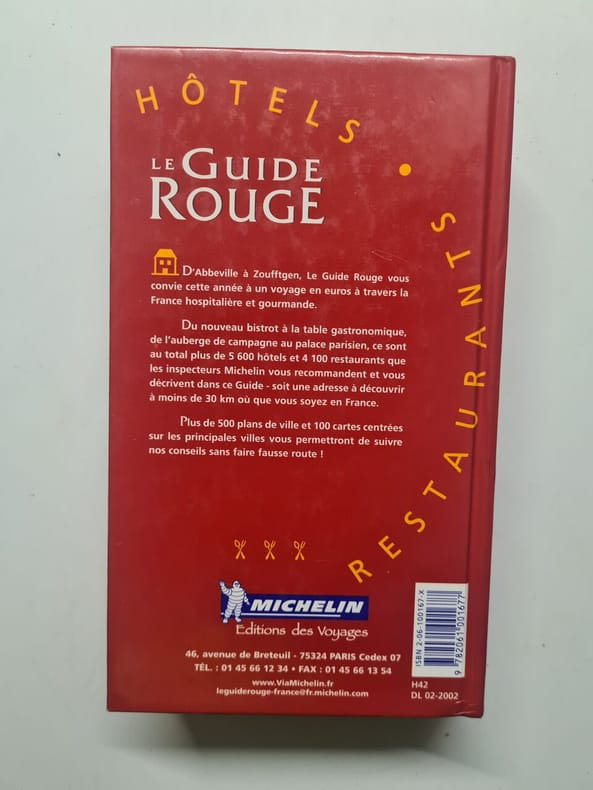 HÔTELS • RESTAURANTS
LE GUIDE
ROUGE
D'Abbeville à Zoufftgen, Le Guide Rouge vous
convie cette année à un voyage en euros à travers la
France hospitalière et gourmande.
Du nouveau bistrot à la table gastronomique,
de l'auberge de campagne au palace parisien, ce sont
au total plus de 5 600 hôtels et 4 100 restaurants que
les inspecteurs Michelin vous recommandent et vous
décrivent dans ce Guide - soit une adresse à découvrir
à moins de 30 km où que vous soyez en France.
Plus de 500 plans de ville et 100 cartes centrées
sur les principales villes vous permettront de suivre
nos conseils sans faire fausse route !
MICHELIN
Editions des Voyages
46, avenue de Breteuil - 75324 PARIS Cedex 07
TÉL. : 01 45 66 12 34 • FAX : 01 45 66 13 54
www.ViaMichelin.fr
leguiderouge-france@fr.michelin.com
ISBN 2-06-100167-X
9 782061 001677
H42
DL 02-2002